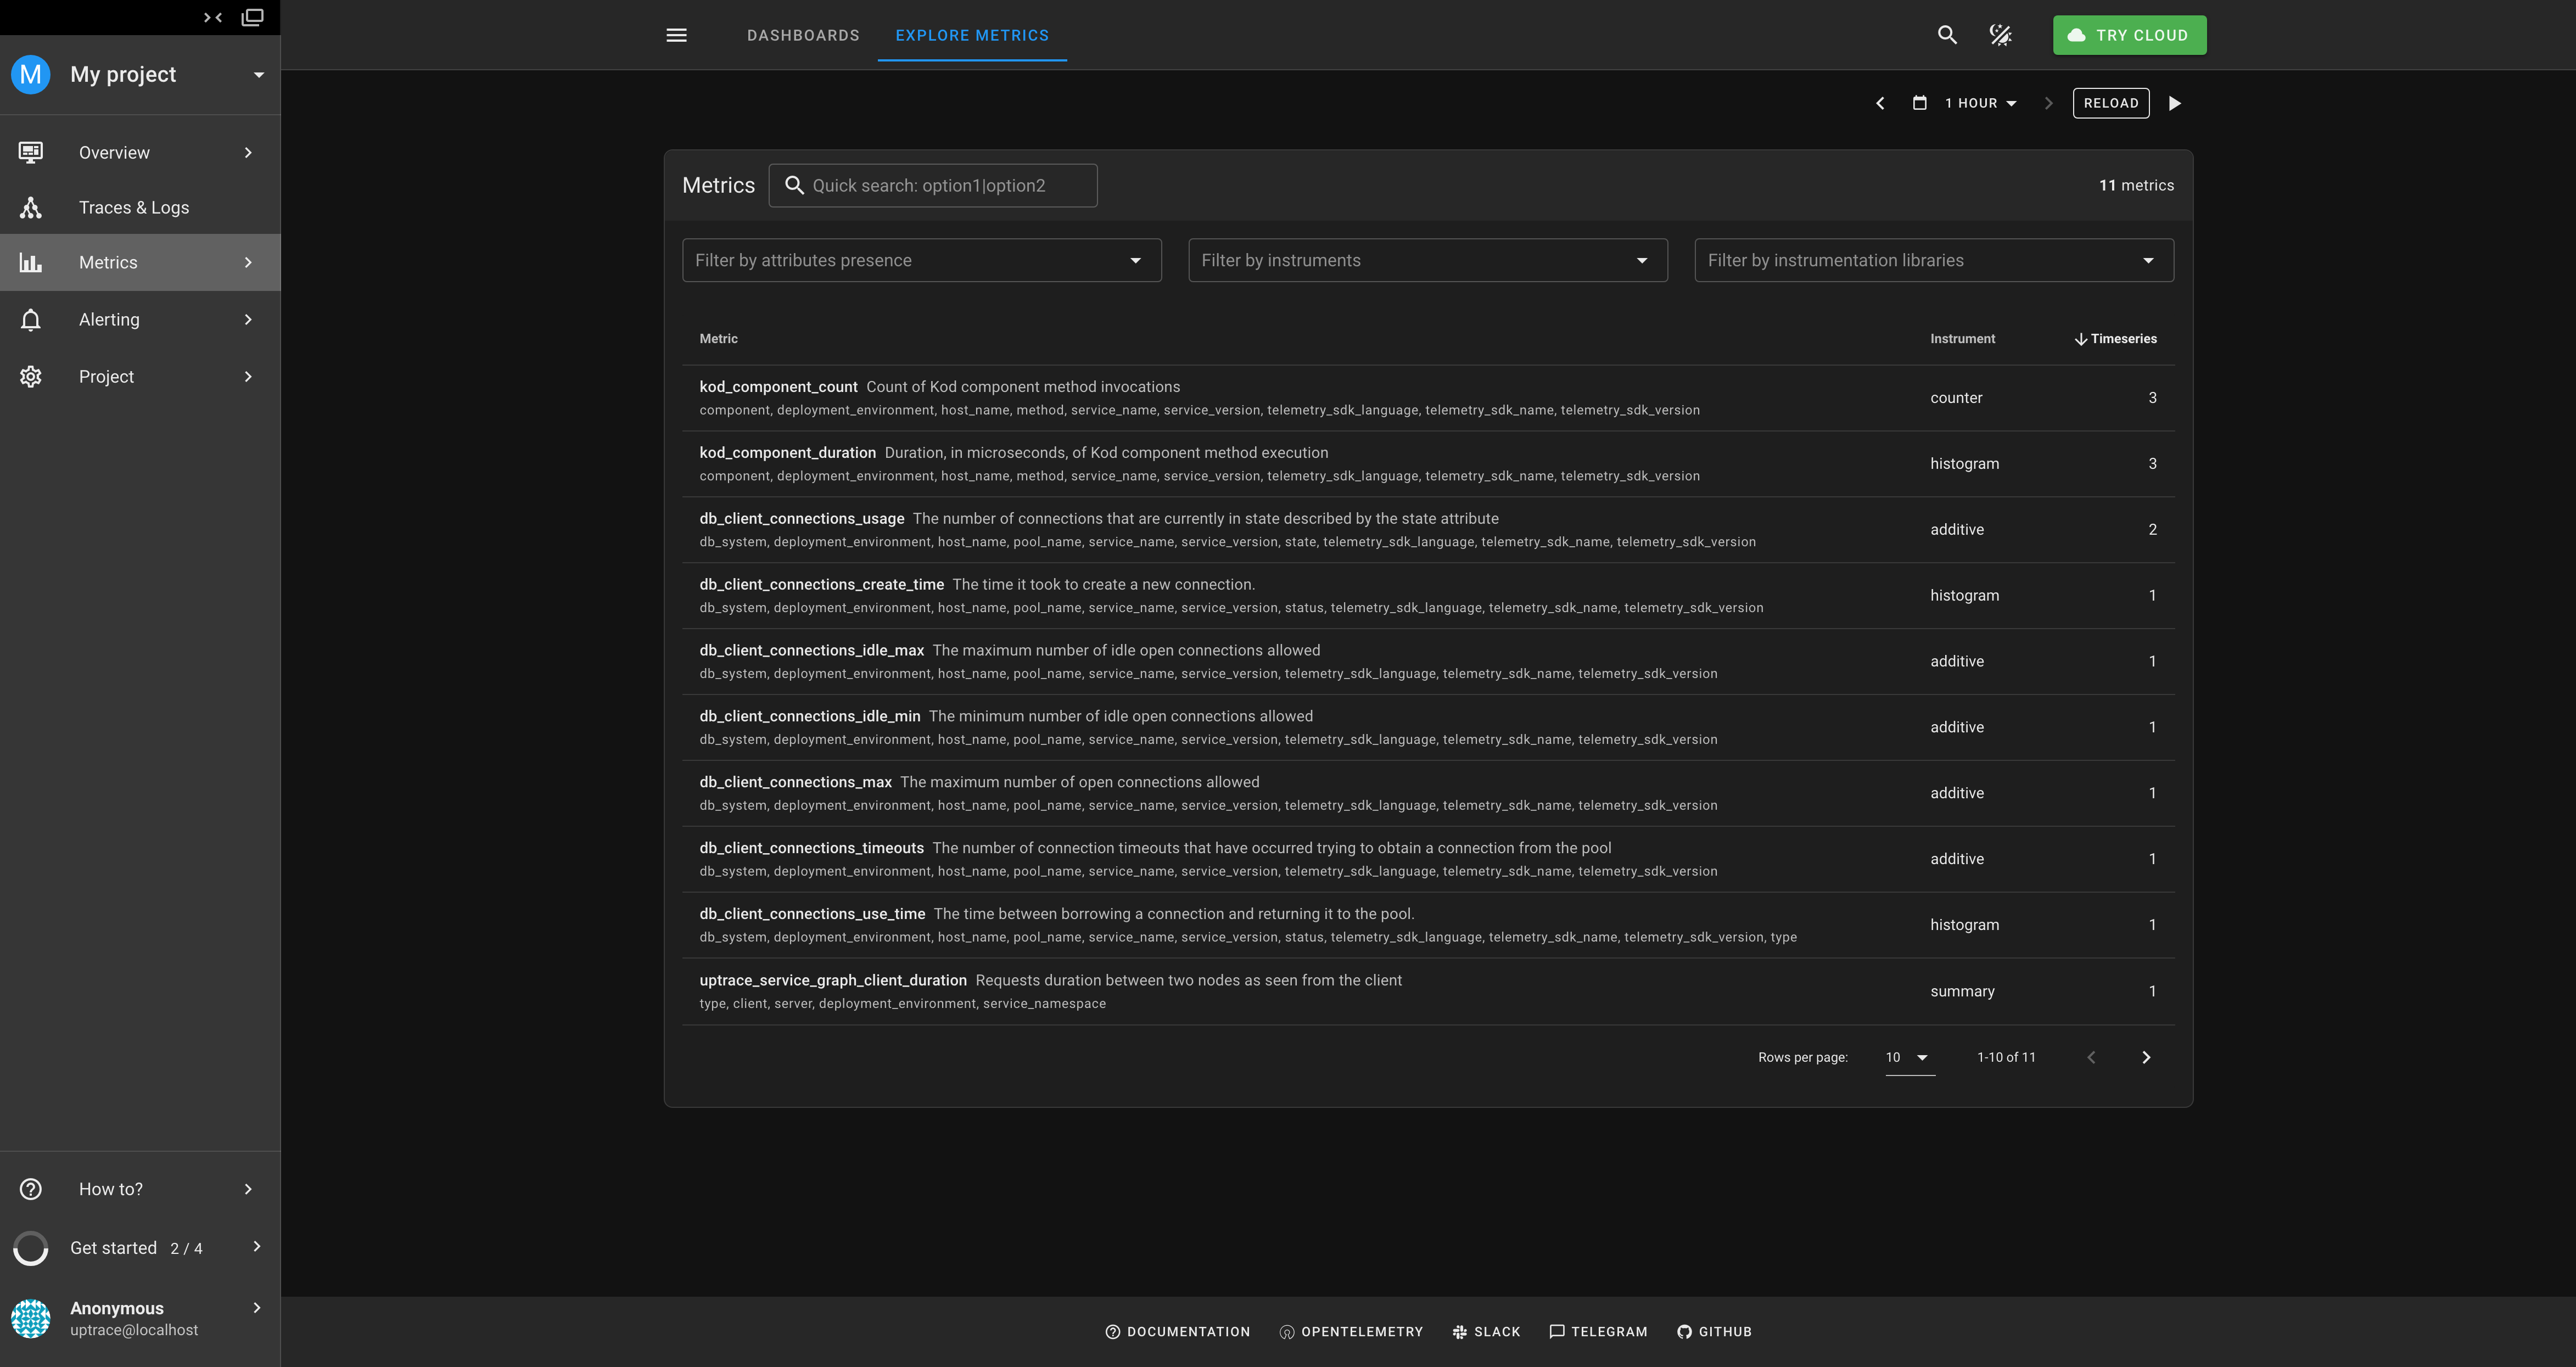 M My project
Overview
Traces & Logs
Metrics
Alerting
Project
How to?
Get started 2 / 4
Anonymous
uptrace@localhost
DASHBOARDS EXPLORE METRICS TRY CLOUD
1 HOUR RELOAD
Metrics Quick search: option1|option2 11 metrics
Filter by attributes presence Filter by instruments Filter by instrumentation libraries
Metric Instrument Timeseries
kod_component_count Count of Kod component method invocations
component, deployment_environment, host_name, method, service_name, service_version, telemetry_sdk_language, telemetry_sdk_name, telemetry_sdk_version
counter 3
kod_component_duration Duration, in microseconds, of Kod component method execution
component, deployment_environment, host_name, method, service_name, service_version, telemetry_sdk_language, telemetry_sdk_name, telemetry_sdk_version
histogram 3
db_client_connections_usage The number of connections that are currently in state described by the state attribute
db_system, deployment_environment, host_name, pool_name, service_name, service_version, state, telemetry_sdk_language, telemetry_sdk_name, telemetry_sdk_version
additive 2
db_client_connections_create_time The time it took to create a new connection.
db_system, deployment_environment, host_name, pool_name, service_name, service_version, status, telemetry_sdk_language, telemetry_sdk_name, telemetry_sdk_version
histogram 1
db_client_connections_idle_max The maximum number of idle open connections allowed
db_system, deployment_environment, host_name, pool_name, service_name, service_version, telemetry_sdk_language, telemetry_sdk_name, telemetry_sdk_version
additive 1
db_client_connections_idle_min The minimum number of idle open connections allowed
db_system, deployment_environment, host_name, pool_name, service_name, service_version, telemetry_sdk_language, telemetry_sdk_name, telemetry_sdk_version
additive 1
db_client_connections_max The maximum number of open connections allowed
db_system, deployment_environment, host_name, pool_name, service_name, service_version, telemetry_sdk_language, telemetry_sdk_name, telemetry_sdk_version
additive 1
db_client_connections_timeouts The number of connection timeouts that have occurred trying to obtain a connection from the pool
db_system, deployment_environment, host_name, pool_name, service_name, service_version, telemetry_sdk_language, telemetry_sdk_name, telemetry_sdk_version
additive 1
db_client_connections_use_time The time between borrowing a connection and returning it to the pool.
db_system, deployment_environment, host_name, pool_name, service_name, service_version, status, telemetry_sdk_language, telemetry_sdk_name, telemetry_sdk_version, type
histogram 1
uptrace_service_graph_client_duration Requests duration between two nodes as seen from the client
type, client, server, deployment_environment, service_namespace
summary 1
Rows per page: 10 1-10 of 11
DOCUMENTATION OPENTELEMETRY SLACK TELEGRAM GITHUB